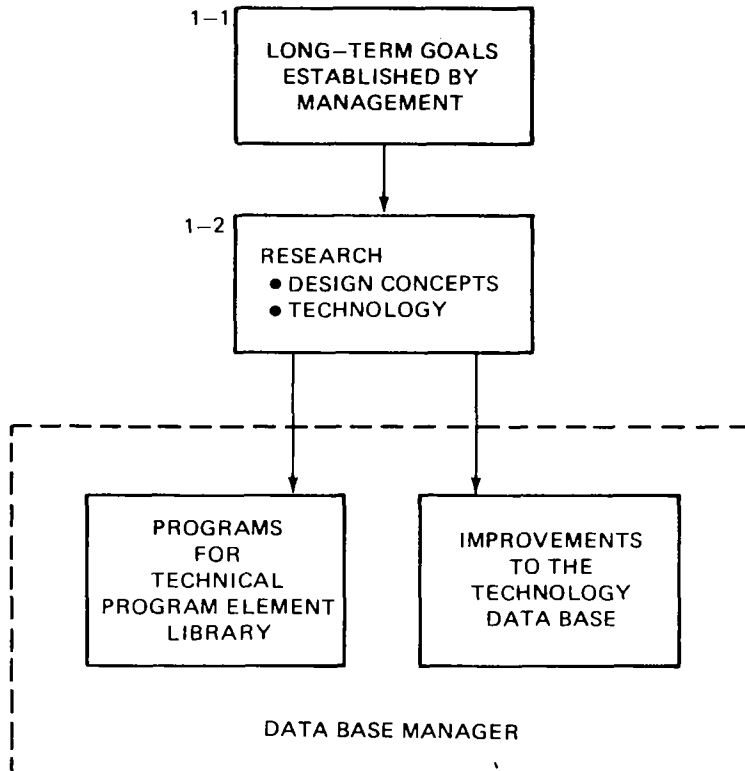 1–1
LONG–TERM GOALS
ESTABLISHED BY
MANAGEMENT
1–2
RESEARCH
• DESIGN CONCEPTS
• TECHNOLOGY
PROGRAMS
FOR
TECHNICAL
PROGRAM ELEMENT
LIBRARY
IMPROVEMENTS
TO THE
TECHNOLOGY
DATA BASE
DATA BASE MANAGER